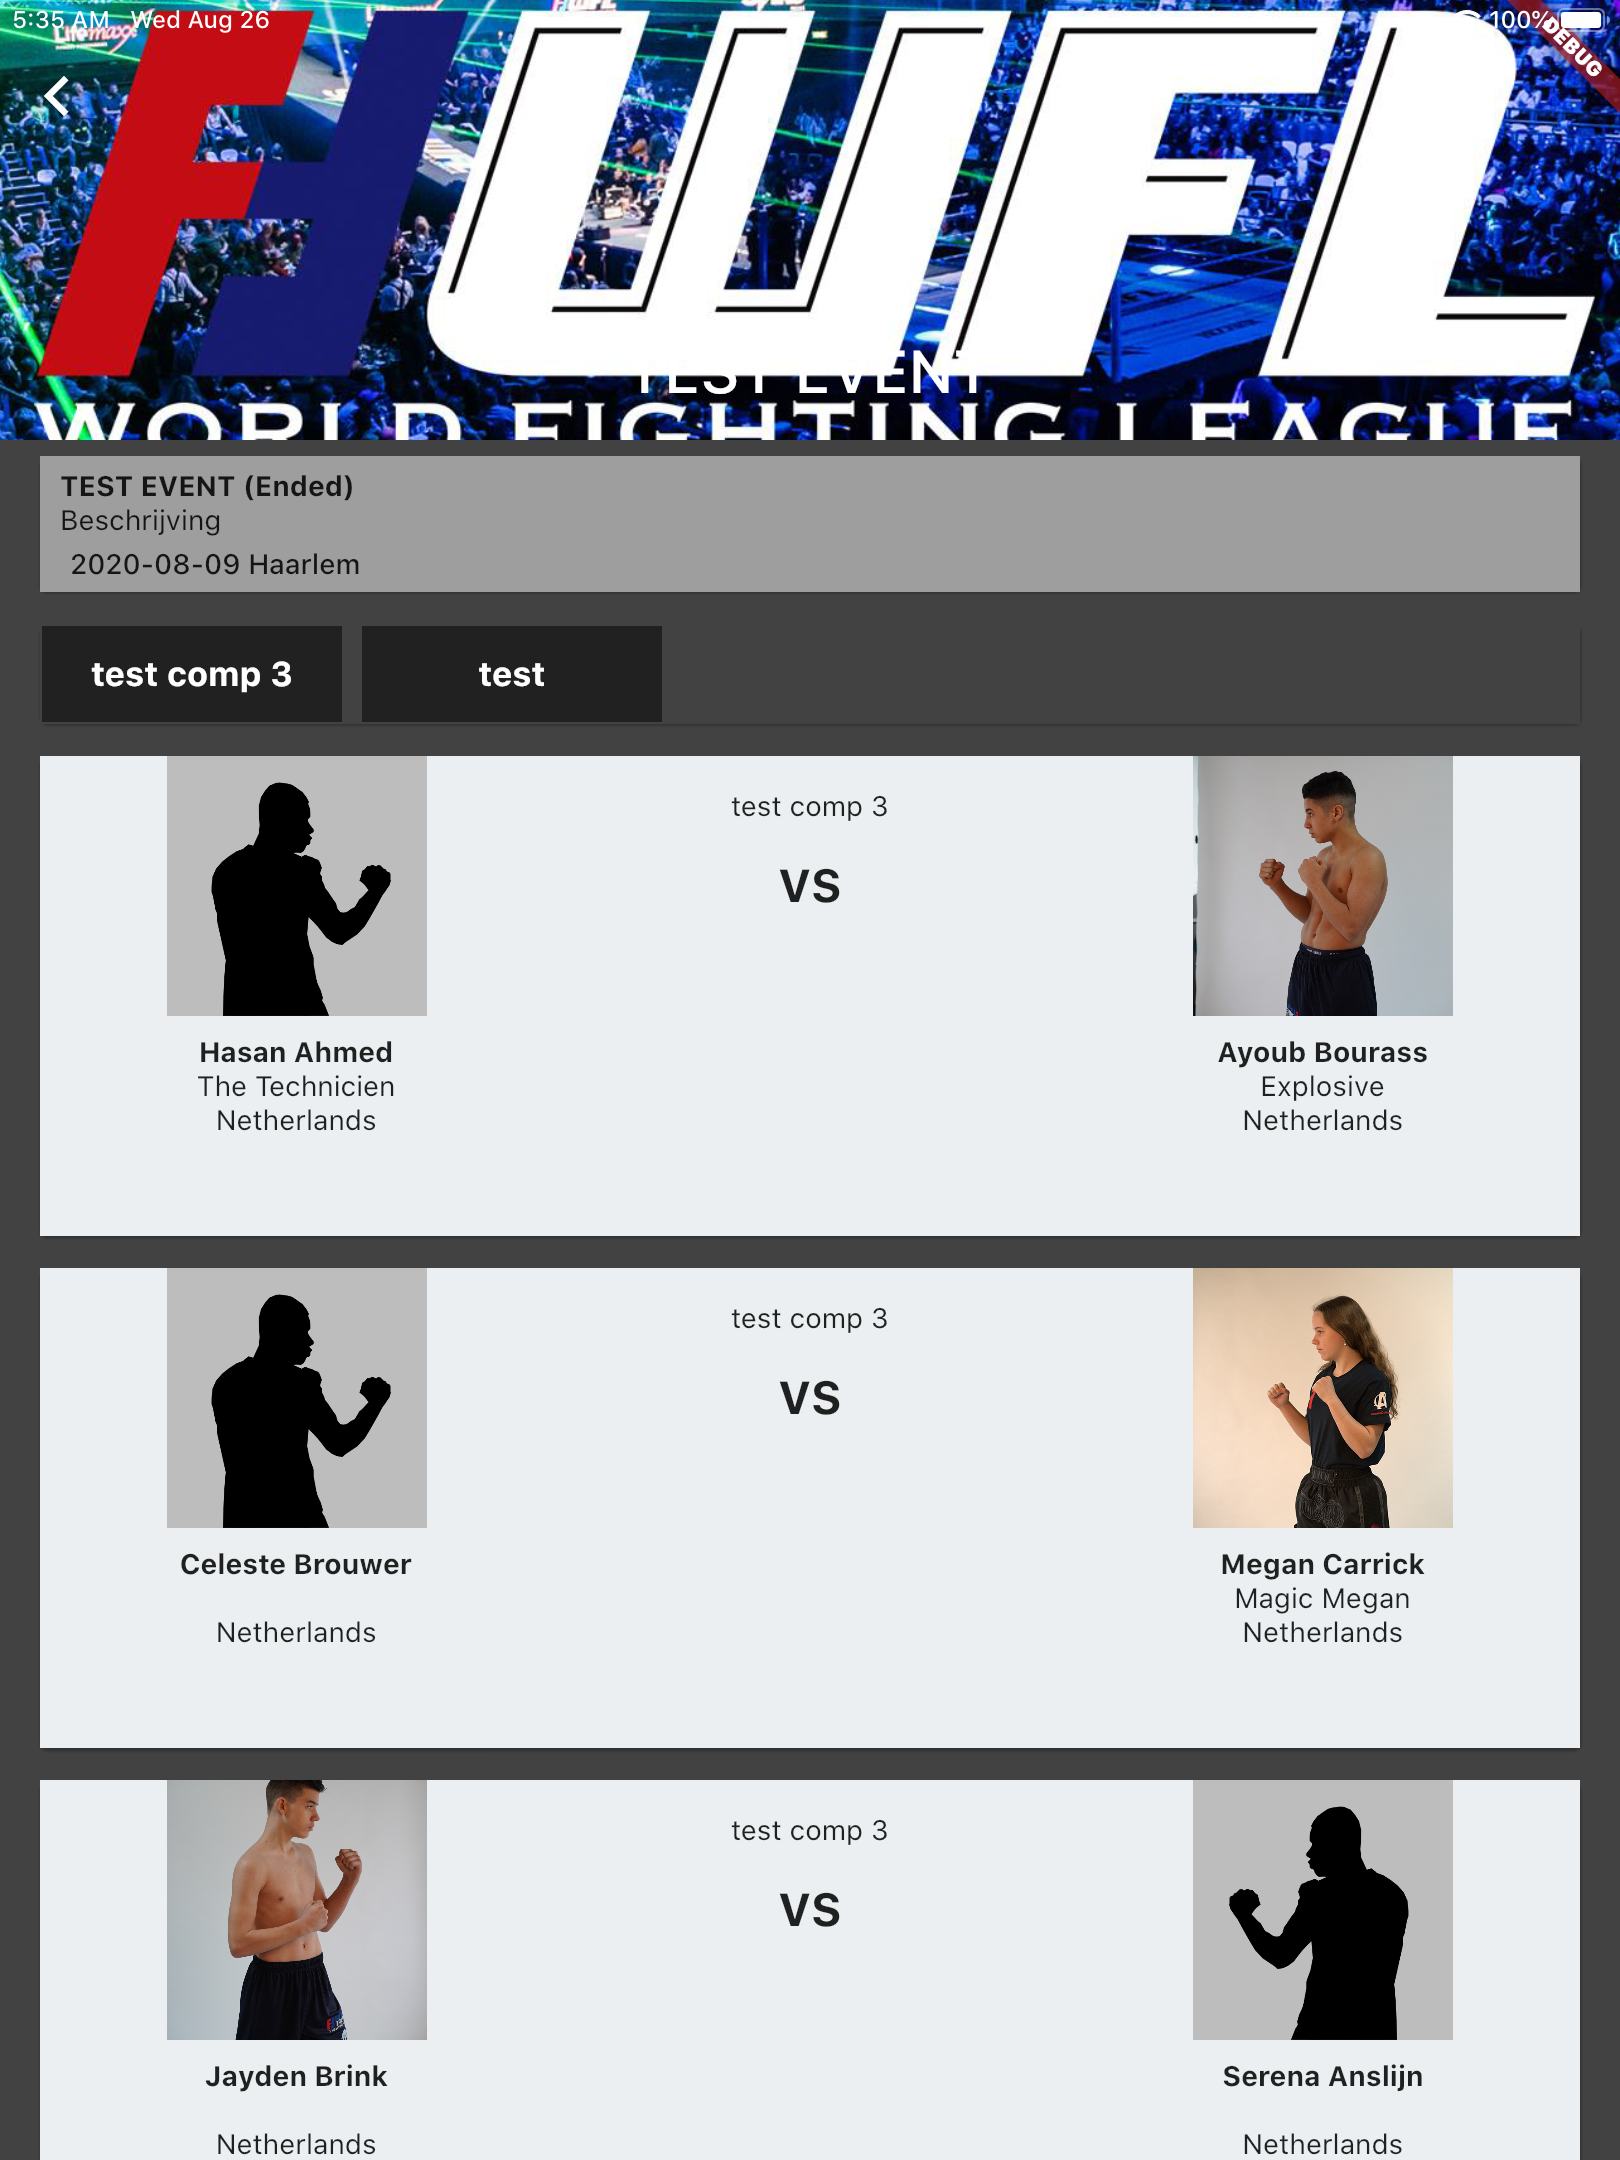 5:35 AM Wed Aug 26
100%
DEBUG
Lifemaxx
WFL
TEST EVENT
WORLD FIGHTING LEAGUE
TEST EVENT (Ended)
Beschrijving
2020-08-09 Haarlem
test comp 3 test
test comp 3
VS
Hasan Ahmed Ayoub Bourass
The Technicien Explosive
Netherlands Netherlands
test comp 3
VS
Celeste Brouwer Megan Carrick
Magic Megan
Netherlands Netherlands
test comp 3
VS
Jayden Brink Serena Anslijn
Netherlands Netherlands